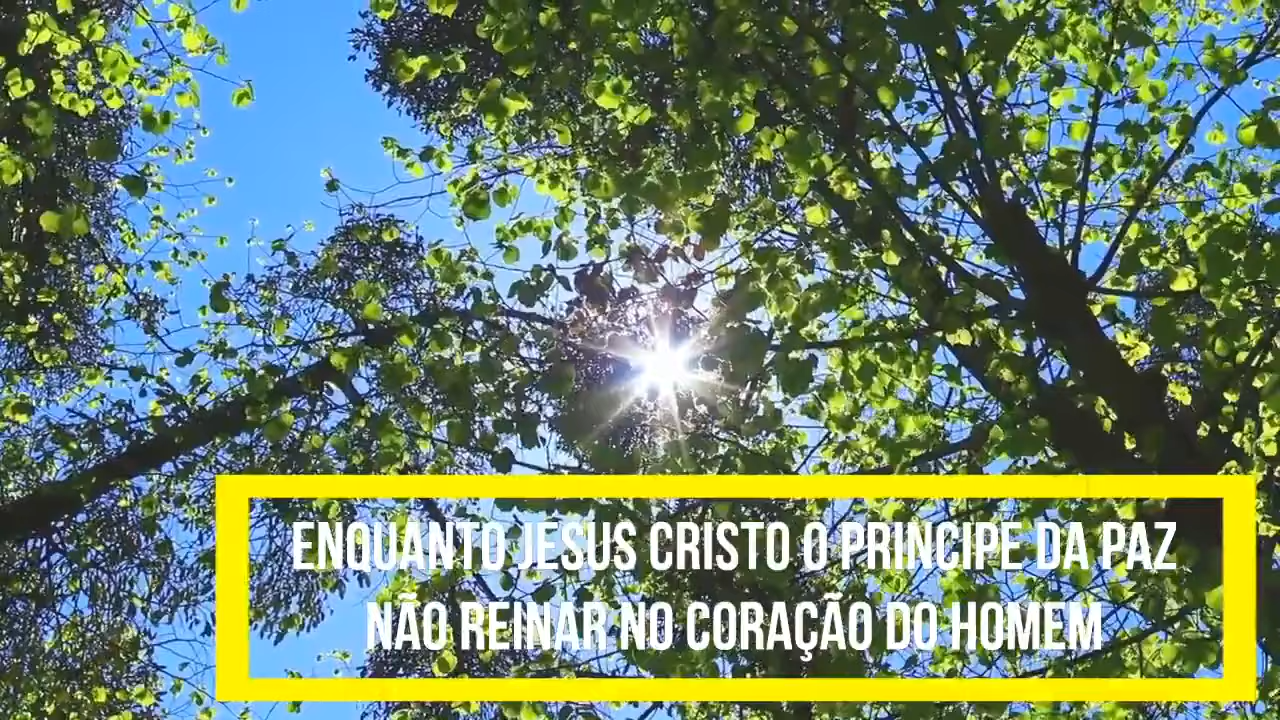 ENQUANTO JESUS CRISTO O PRINCIPE DA PAZ
NÃO REINAR NO CORAÇÃO DO HOMEM